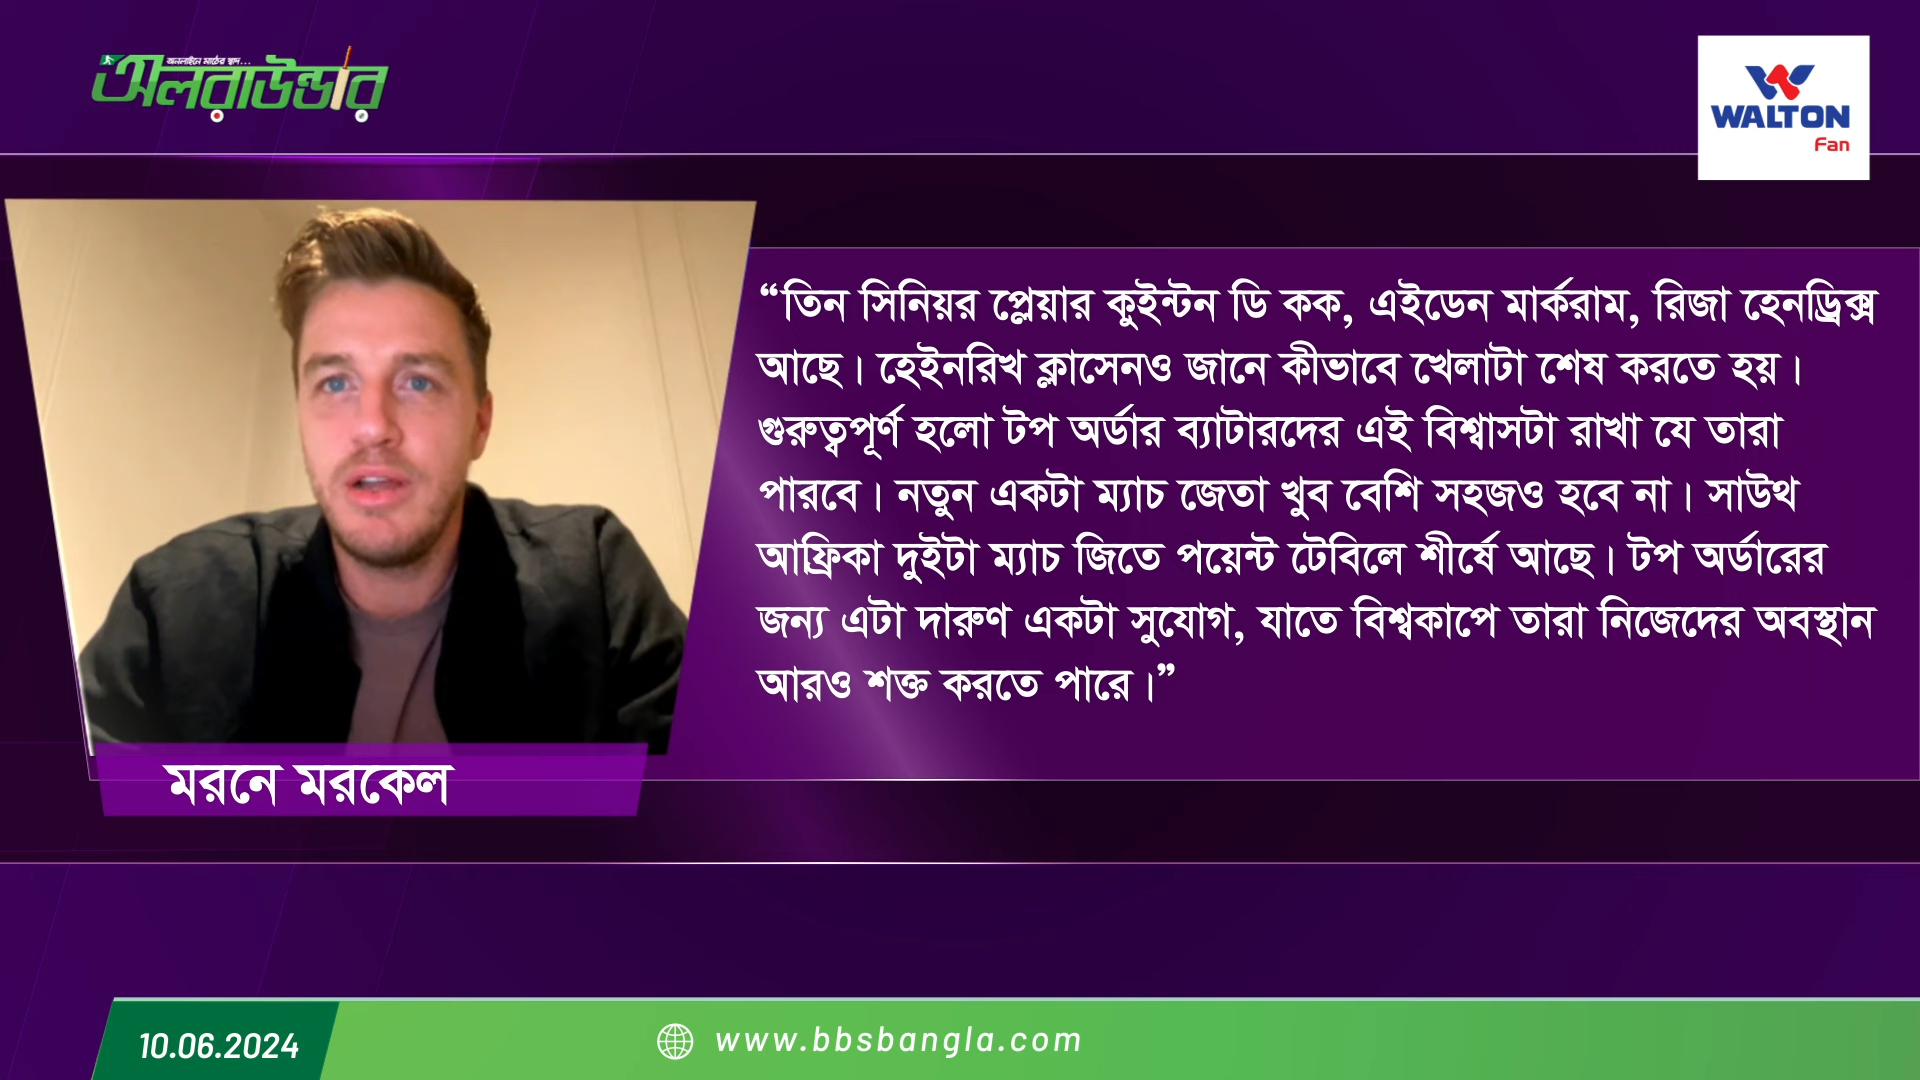 অনলাইনে মাঠের স্বাদ...
অলরাউন্ডার
WALTON
Fan
“তিন সিনিয়র প্লেয়ার কুইন্টন ডি কক, এইডেন মার্করাম, রিজা হেনড্রিক্স
আছে। হেইনরিখ ক্লাসেনও জানে কীভাবে খেলাটা শেষ করতে হয়।
গুরুত্বপূর্ণ হলো টপ অর্ডার ব্যাটারদের এই বিশ্বাসটা রাখা যে তারা
পারবে। নতুন একটা ম্যাচ জেতা খুব বেশি সহজও হবে না। সাউথ
আফ্রিকা দুইটা ম্যাচ জিতে পয়েন্ট টেবিলে শীর্ষে আছে। টপ অর্ডারের
জন্য এটা দারুণ একটা সুযোগ, যাতে বিশ্বকাপে তারা নিজেদের অবস্থান
আরও শক্ত করতে পারে।”
মরনে মরকেল
10.06.2024
www.bbsbangla.com